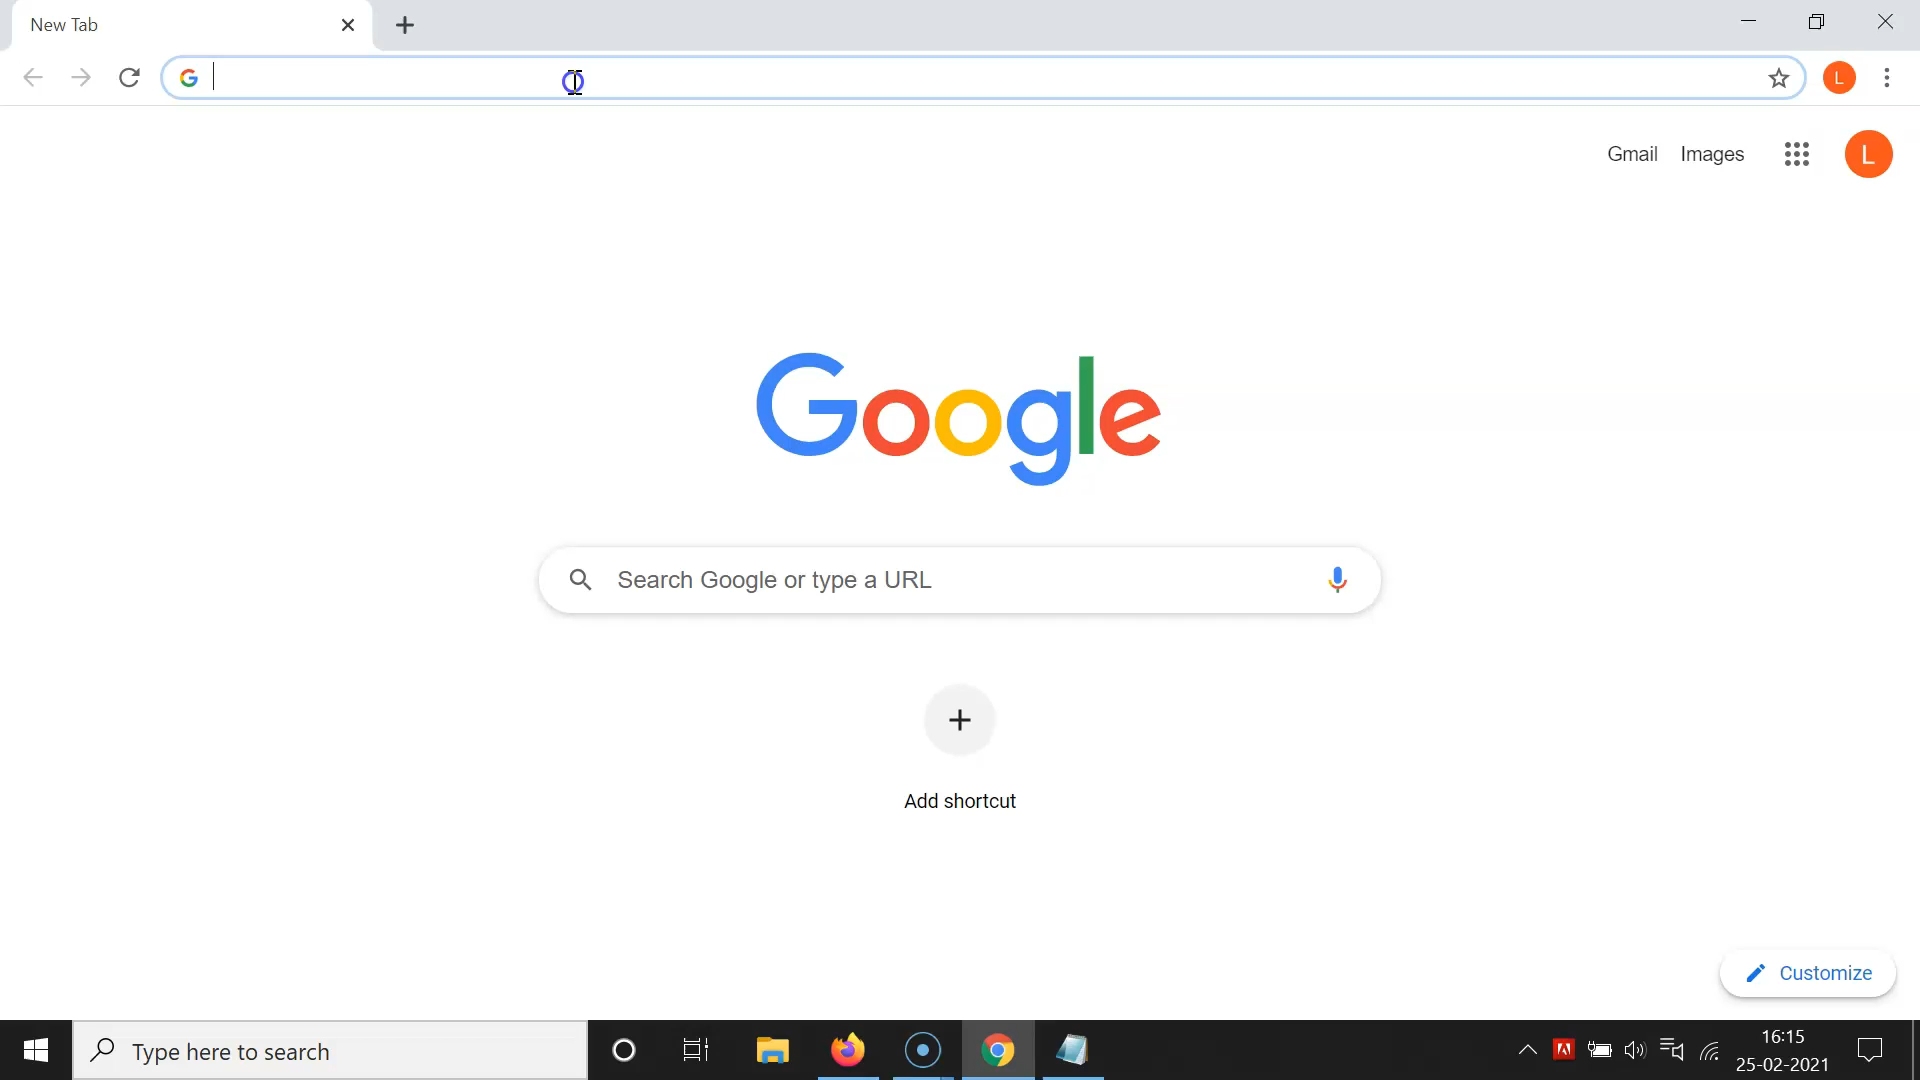 New Tab
Gmail Images
L
L
Google
Search Google or type a URL
Add shortcut
Customize
Type here to search
16:15
25-02-2021